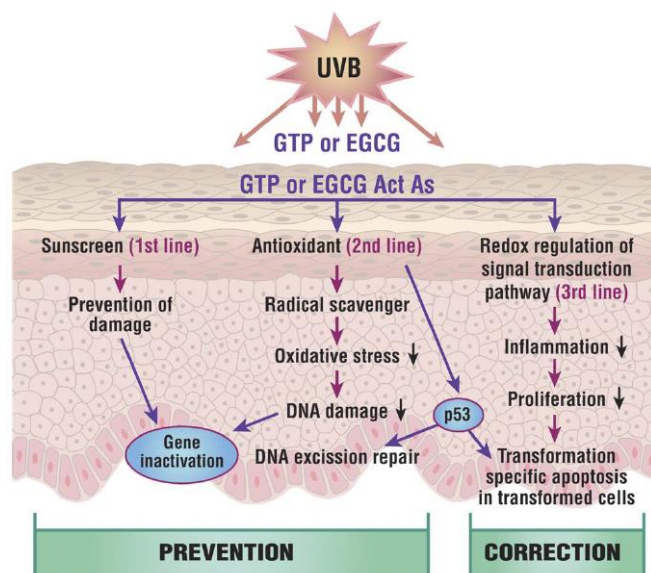 UVB
GTP or EGCG
GTP or EGCG Act As
Sunscreen (1st line)
Prevention of
damage
Gene
inactivation
Antioxidant (2nd line)
Radical scavenger
Oxidative stress ↓
DNA damage ↓
p53
DNA excission repair
Redox regulation of
signal transduction
pathway (3rd line)
Inflammation ↓
Proliferation ↓
Transformation
specific apoptosis
in transformed cells
PREVENTION
CORRECTION